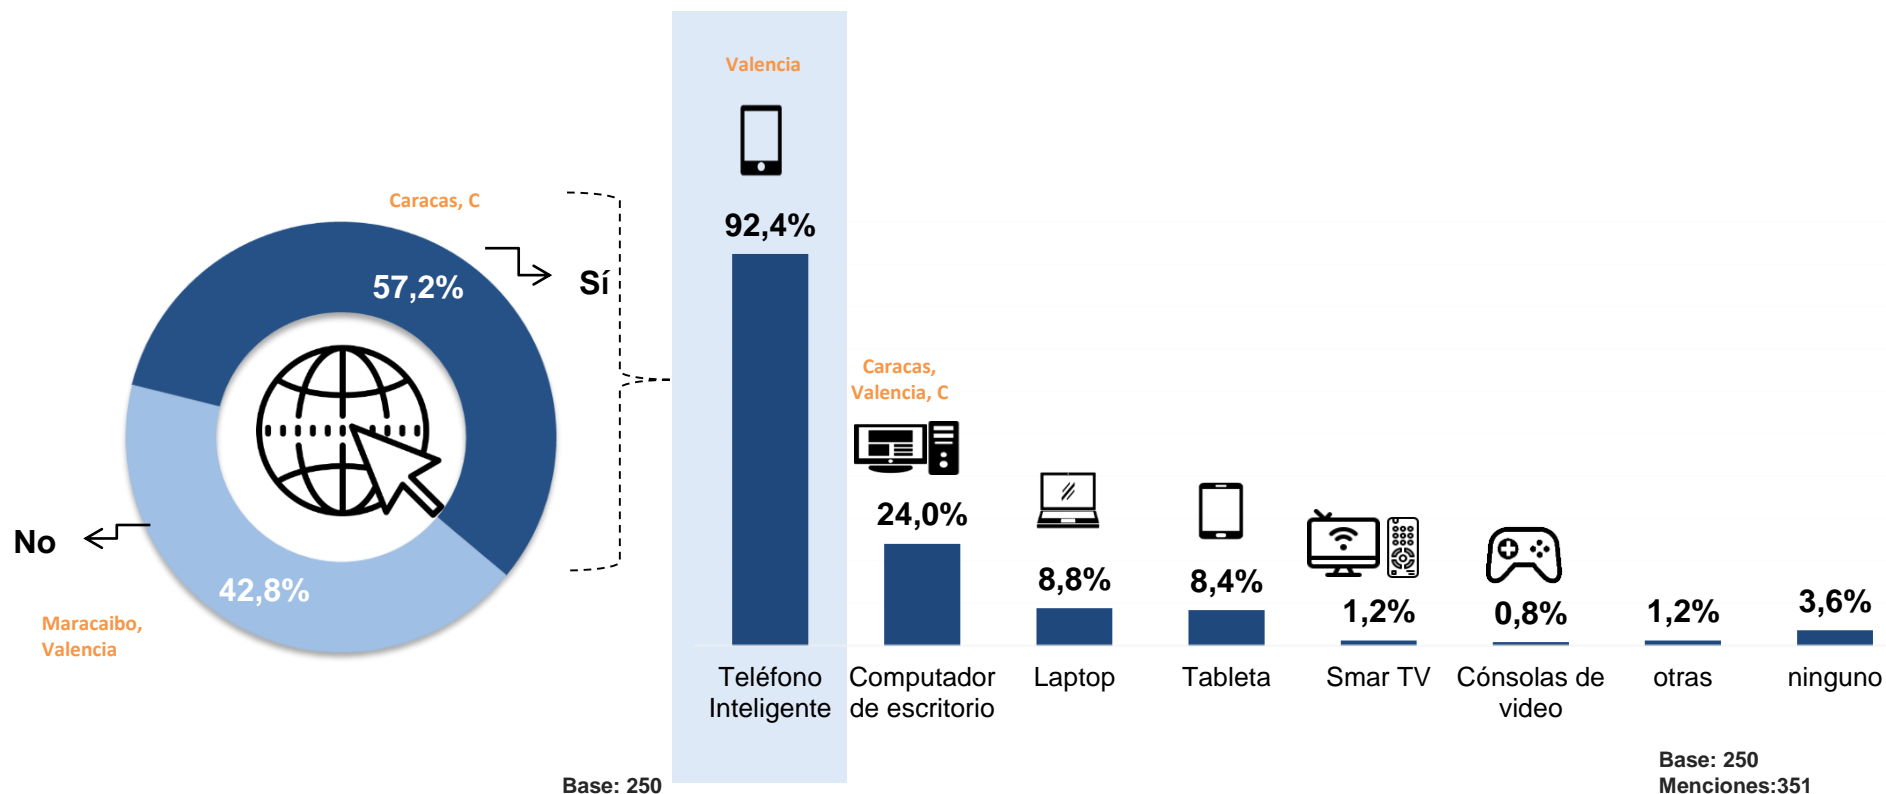 Valencia
92,4%
Caracas, C
57,2%
Sí
No
42,8%
Maracaibo,
Valencia
Caracas,
Valencia, C
24,0%
8,8%
8,4%
1,2%
0,8%
1,2%
3,6%
Teléfono
Inteligente
Computador
de escritorio
Laptop
Tableta
Smar TV
Cónsolas de
video
otras
ninguno
Base: 250
Base: 250
Menciones:351